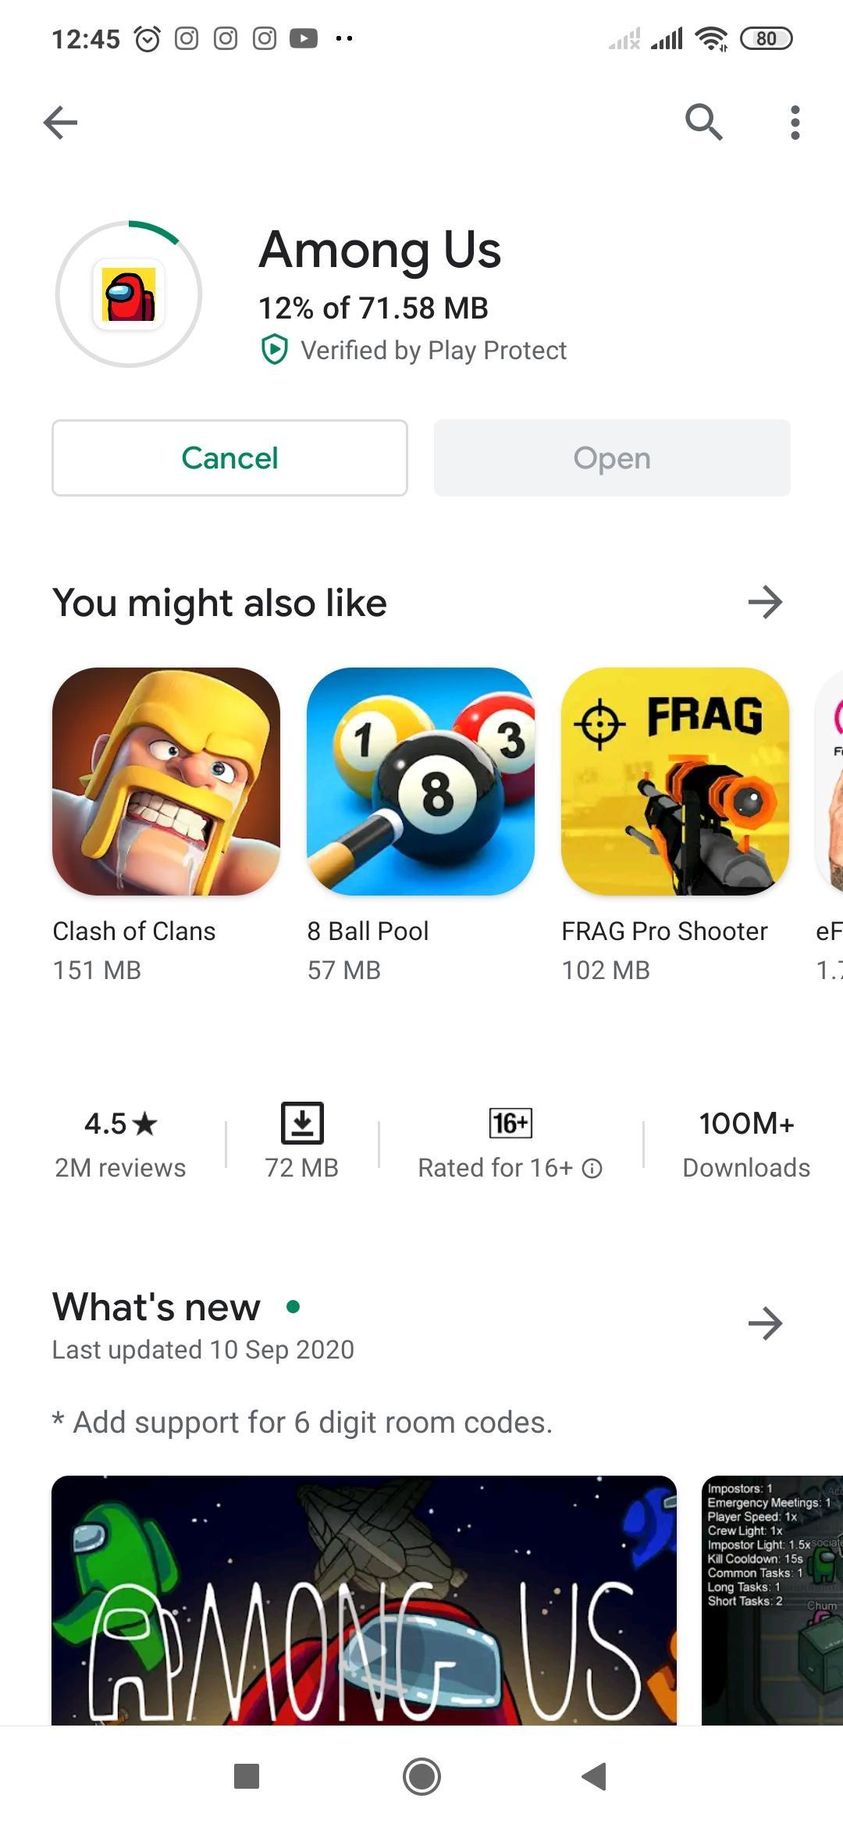 12:45
80
Among Us
12% of 71.58 MB
Verified by Play Protect
Cancel
Open
You might also like
1
3
8
FRAG
Clash of Clans
8 Ball Pool
FRAG Pro Shooter
eF
151 MB
57 MB
102 MB
1.7
4.5★
16+
100M+
2M reviews
72 MB
Rated for 16+
Downloads
What's new
Last updated 10 Sep 2020
* Add support for 6 digit room codes.
AMONG US
Impostors: 1
Emergency Meetings: 1
Player Speed: 1x
Crew Light: 1x
Impostor Light: 1.5x
Kill Cooldown: 15s
Common Tasks: 1
Long Tasks: 1
Short Tasks: 2
Chum